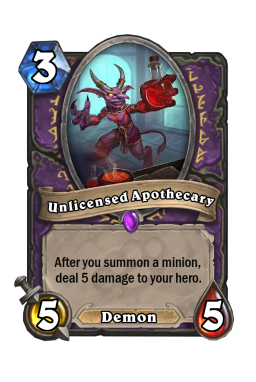 3
Unlicensed Apothecary
After you summon a minion,
deal 5 damage to your hero.
5
Demon
5